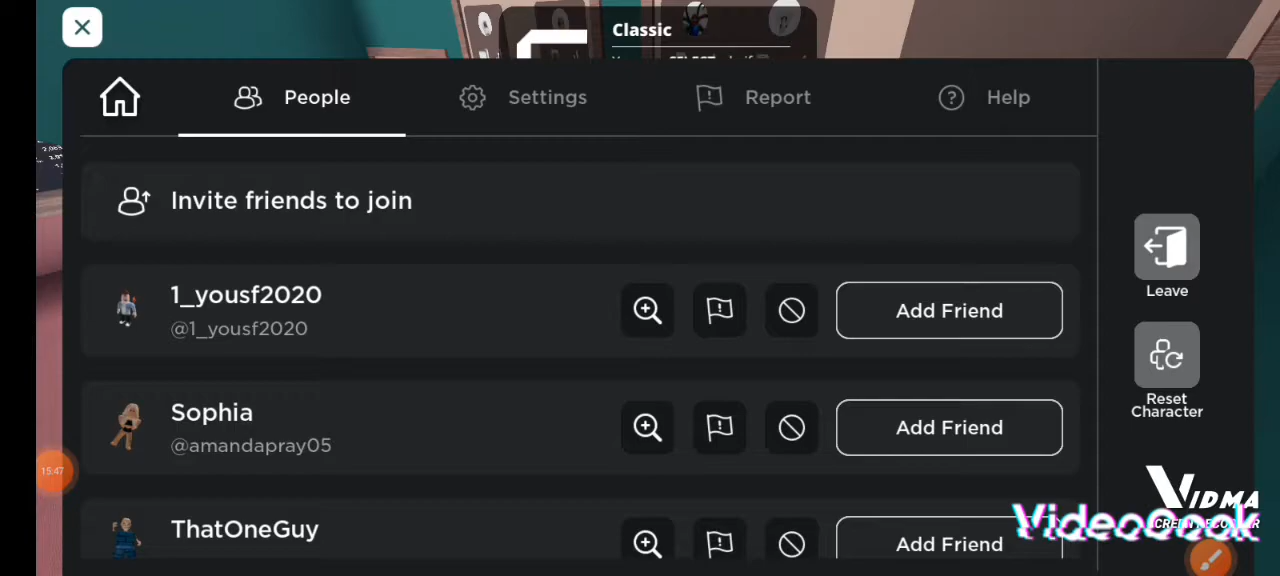 Classic
People
Settings
Report
Help
Invite friends to join
1_yousf2020
@1_yousf2020
Add Friend
Leave
Sophia
@amandapray05
Add Friend
Reset
Character
15:47
ThatOneGuy
Add Friend
VIDMA
VideoCook